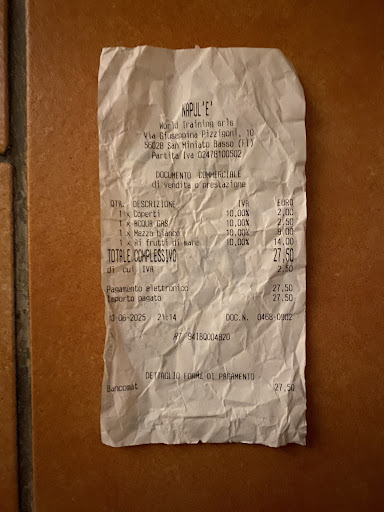 NAPUL'E'
World Training srls
Via Giuseppina Pizzigoni, 10
56028 San Miniato Basso (FI)
Partita Iva 02478100502
DOCUMENTO COMMERCIALE
di vendita o prestazione
QTA. DESCRIZIONE IVA EURO
1 x Coperti 10,00% 2,00
1 x ACQUA GAS 10,00% 2,50
1 x Mezzo bianco 10,00% 9,00
1 x Ai frutti di mare 10,00% 14,00
TOTALE COMPLESSIVO 27,50
di cui IVA 2,50
Pagamento elettronico 27,50
Importo pagato 27,50
-06-2025 21:14 DOC.N. 0468-0002
RT 94180004820
DETTAGLIO FORME DI PAGAMENTO
Bancomat 27,50